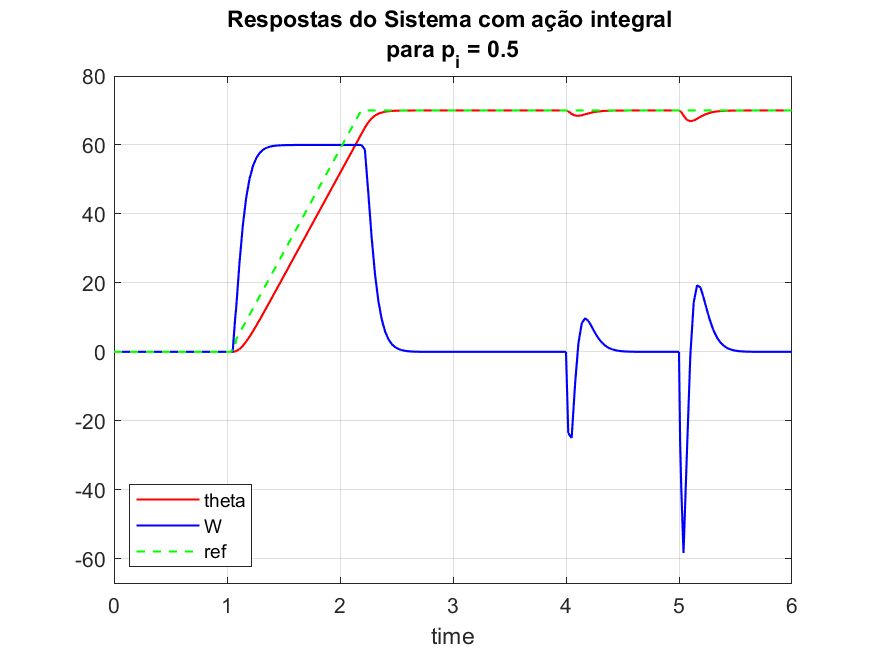 Respostas do Sistema com ação integral
para p_i = 0.5
80
60
40
20
0
-20
-40
-60
theta
W
ref
0 1 2 3 4 5 6
time